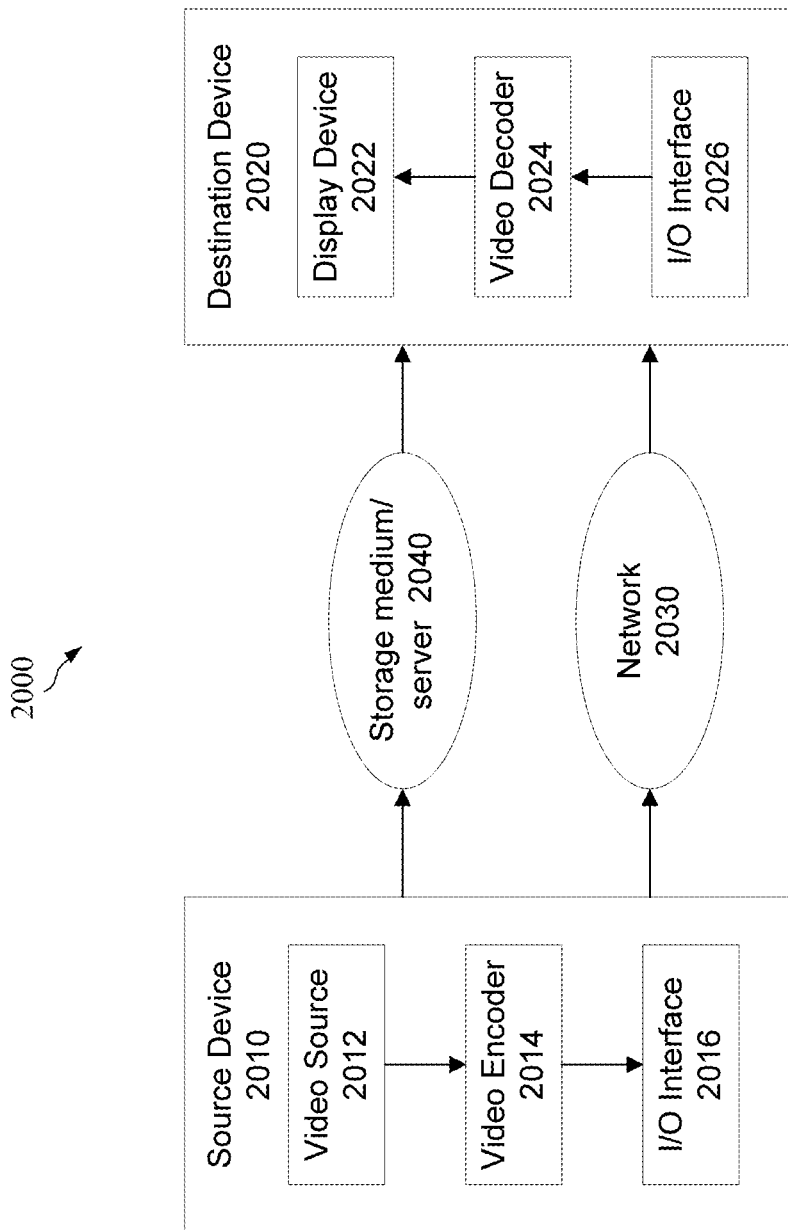 2000
Source Device
2010
Video Source
2012
Video Encoder
2014
I/O Interface
2016
Storage medium/
server 2040
Network
2030
Destination Device
2020
Display Device
2022
Video Decoder
2024
I/O Interface
2026